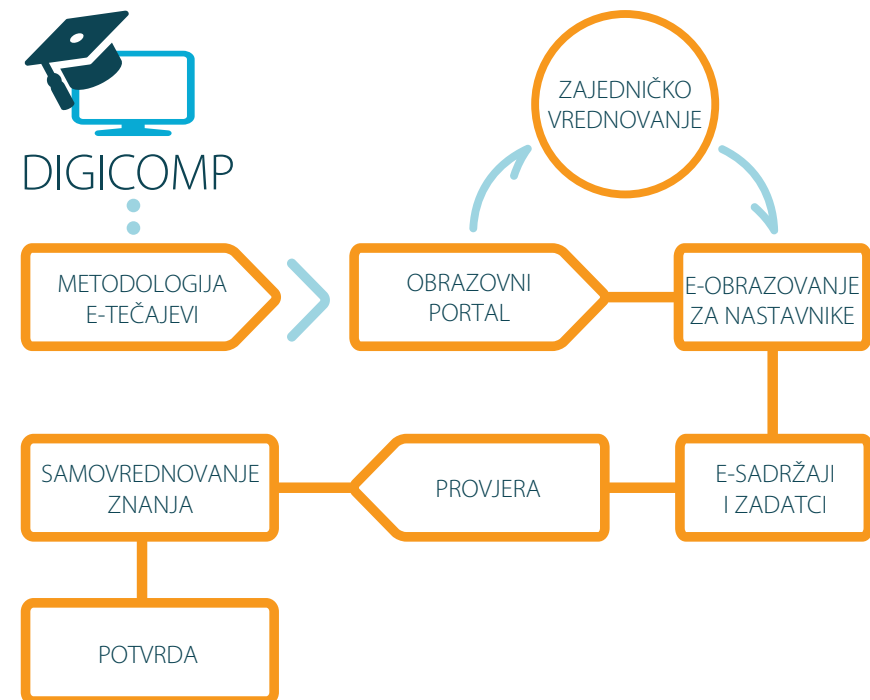 DIGICOMP
ZAJEDNIČKO
VREDNOVANJE
METODOLOGIJA
E-TEČAJEVI
OBRAZOVNI
PORTAL
E-OBRAZOVANJE
ZA NASTAVNIKE
E-SADRŽAJI
I ZADATCI
PROVJERA
SAMOVREDNOVANJE
ZNANJA
POTVRDA